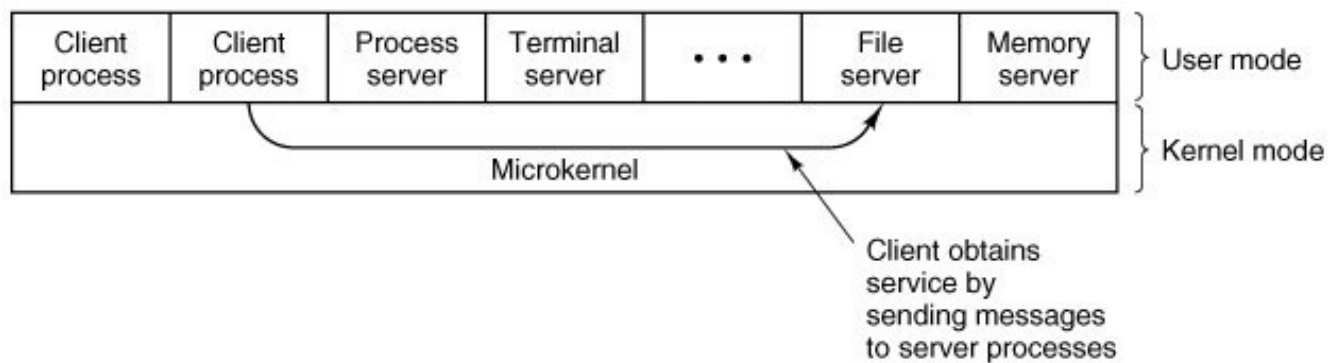 Client
process
Client
process
Process
server
Terminal
server
• • •
File
server
Memory
server
User mode
Microkernel
Kernel mode
Client obtains
service by
sending messages
to server processes